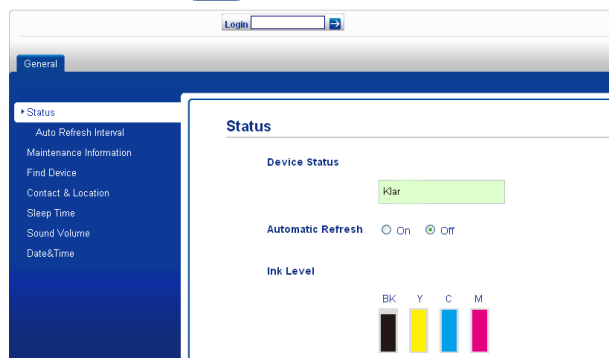 Login
General
Status
Auto Refresh Interval
Maintenance Information
Find Device
Contact & Location
Sleep Time
Sound Volume
Date&Time
Status
Device Status
Klar
Automatic Refresh On Off
Ink Level
BK Y C M